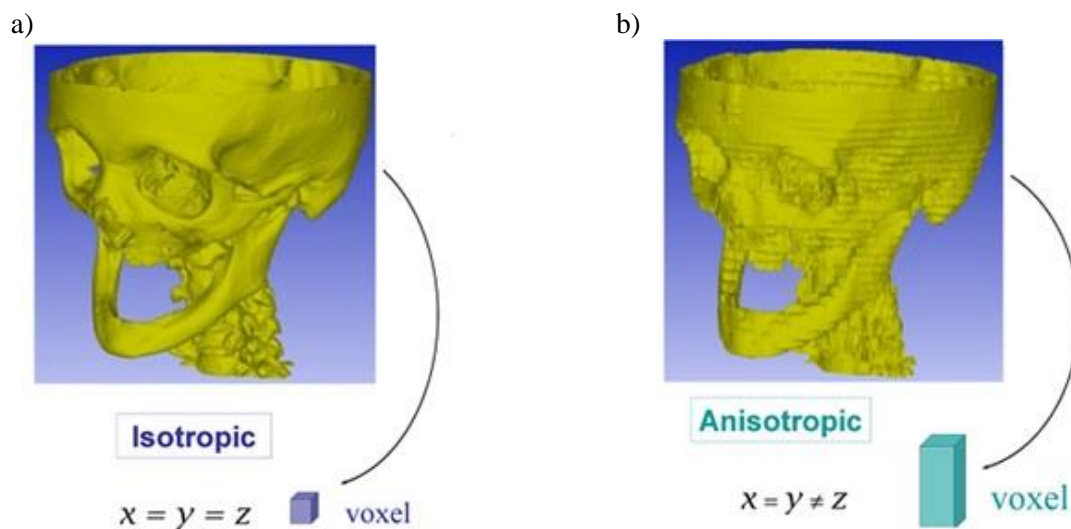 a)
b)
Isotropic
Anisotropic
x = y = z
voxel
x = y ≠ z
voxel